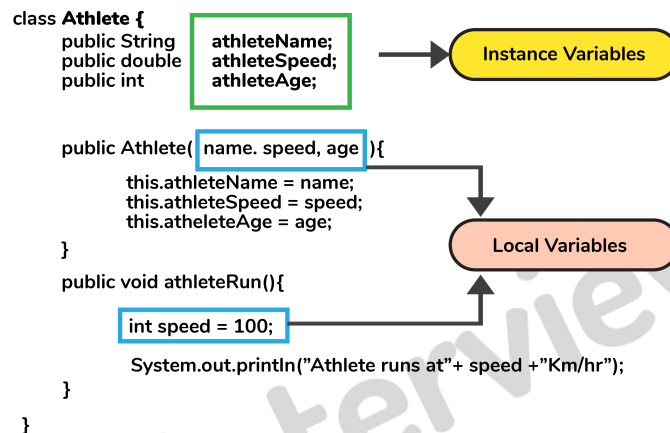 class Athlete {
public String athleteName;
public double athleteSpeed;
public int athleteAge;
Instance Variables
public Athlete( name. speed, age ){
this.athleteName = name;
this.athleteSpeed = speed;
this.atheleteAge = age;
}
Local Variables
public void athleteRun(){
int speed = 100;
System.out.println("Athlete runs at"+ speed +"Km/hr");
}
}